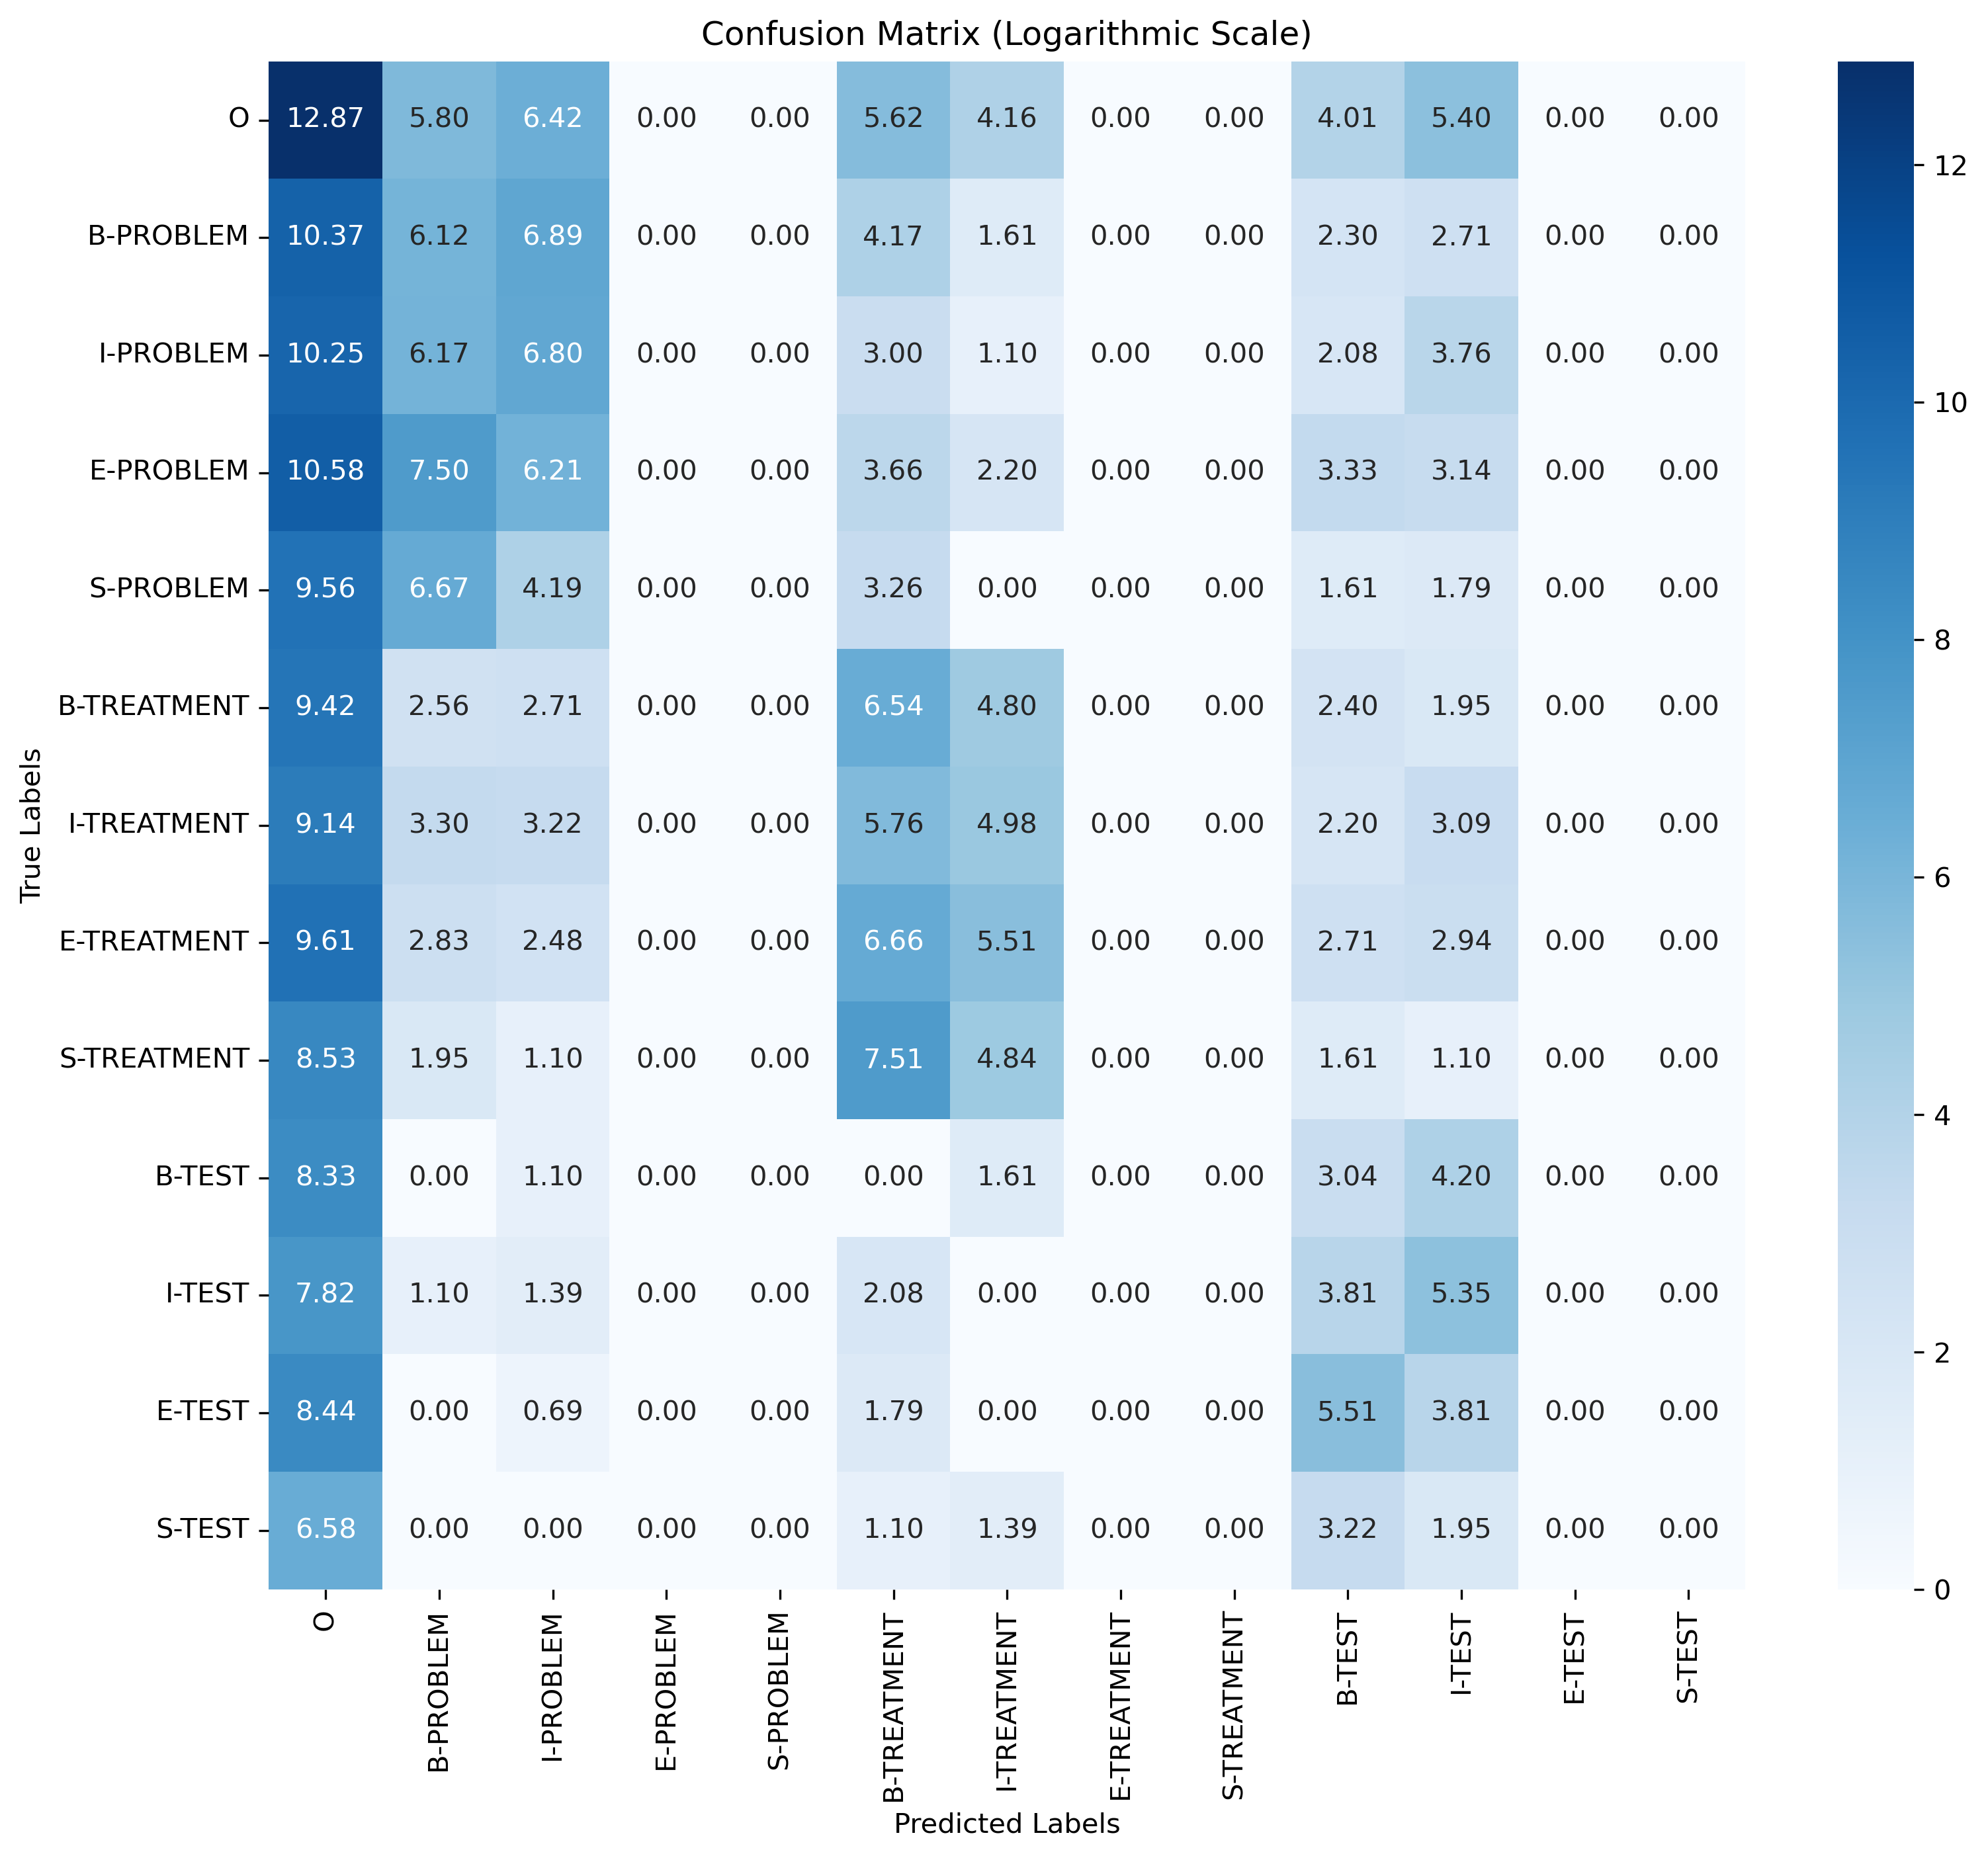 Confusion Matrix (Logarithmic Scale)
O 12.87 5.80 6.42 0.00 0.00 5.62 4.16 0.00 0.00 4.01 5.40 0.00 0.00
B-PROBLEM 10.37 6.12 6.89 0.00 0.00 4.17 1.61 0.00 0.00 2.30 2.71 0.00 0.00
I-PROBLEM 10.25 6.17 6.80 0.00 0.00 3.00 1.10 0.00 0.00 2.08 3.76 0.00 0.00
E-PROBLEM 10.58 7.50 6.21 0.00 0.00 3.66 2.20 0.00 0.00 3.33 3.14 0.00 0.00
S-PROBLEM 9.56 6.67 4.19 0.00 0.00 3.26 0.00 0.00 0.00 1.61 1.79 0.00 0.00
B-TREATMENT 9.42 2.56 2.71 0.00 0.00 6.54 4.80 0.00 0.00 2.40 1.95 0.00 0.00
I-TREATMENT 9.14 3.30 3.22 0.00 0.00 5.76 4.98 0.00 0.00 2.20 3.09 0.00 0.00
E-TREATMENT 9.61 2.83 2.48 0.00 0.00 6.66 5.51 0.00 0.00 2.71 2.94 0.00 0.00
S-TREATMENT 8.53 1.95 1.10 0.00 0.00 7.51 4.84 0.00 0.00 1.61 1.10 0.00 0.00
B-TEST 8.33 0.00 1.10 0.00 0.00 0.00 1.61 0.00 0.00 3.04 4.20 0.00 0.00
I-TEST 7.82 1.10 1.39 0.00 0.00 2.08 0.00 0.00 0.00 3.81 5.35 0.00 0.00
E-TEST 8.44 0.00 0.69 0.00 0.00 1.79 0.00 0.00 0.00 5.51 3.81 0.00 0.00
S-TEST 6.58 0.00 0.00 0.00 0.00 1.10 1.39 0.00 0.00 3.22 1.95 0.00 0.00
True Labels
O
B-PROBLEM
I-PROBLEM
E-PROBLEM
S-PROBLEM
B-TREATMENT
I-TREATMENT
E-TREATMENT
S-TREATMENT
B-TEST
I-TEST
E-TEST
S-TEST
Predicted Labels
12
10
8
6
4
2
0